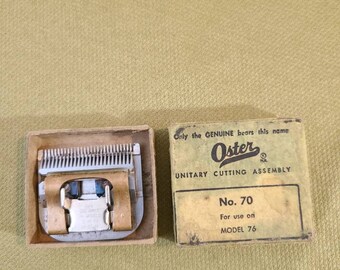 Only the GENUINE bears this name
Oster
®
UNITARY CUTTING ASSEMBLY
No. 70
For use on
MODEL 76